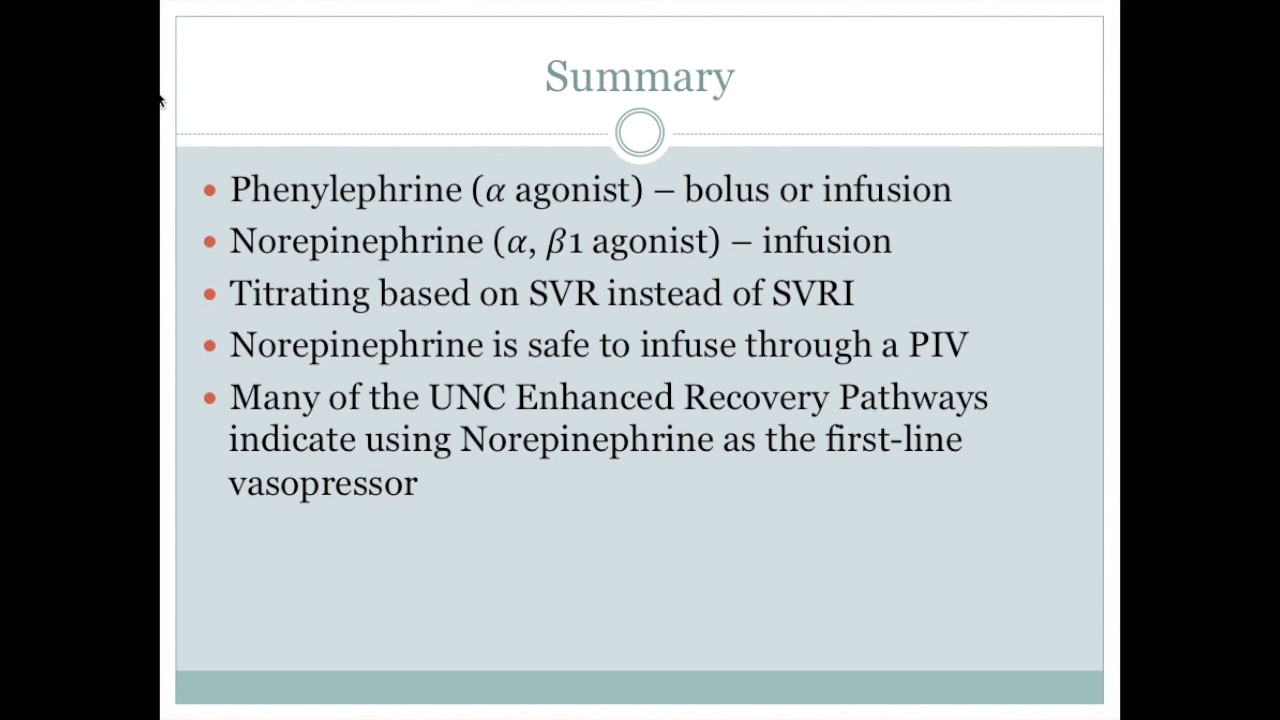 Summary
• Phenylephrine (α agonist) – bolus or infusion
• Norepinephrine (α, β1 agonist) – infusion
• Titrating based on SVR instead of SVRI
• Norepinephrine is safe to infuse through a PIV
• Many of the UNC Enhanced Recovery Pathways
indicate using Norepinephrine as the first-line
vasopressor